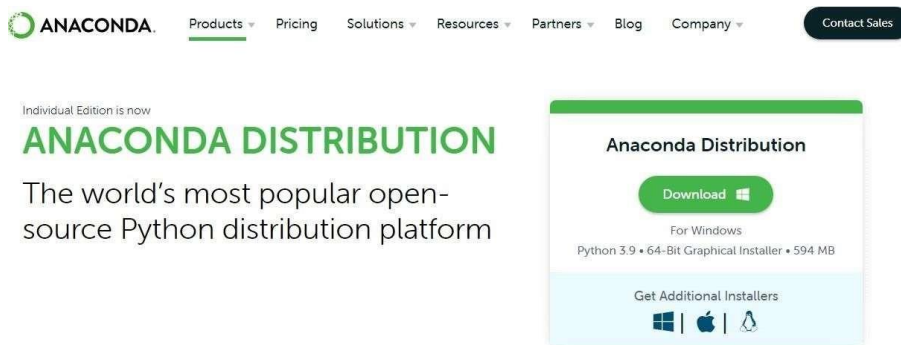 ANACONDA.
Products Pricing Solutions Resources Partners Blog Company Contact Sales
Individual Edition is now
ANACONDA DISTRIBUTION
The world's most popular open-
source Python distribution platform
Anaconda Distribution
Download
For Windows
Python 3.9 • 64-Bit Graphical Installer • 594 MB
Get Additional Installers